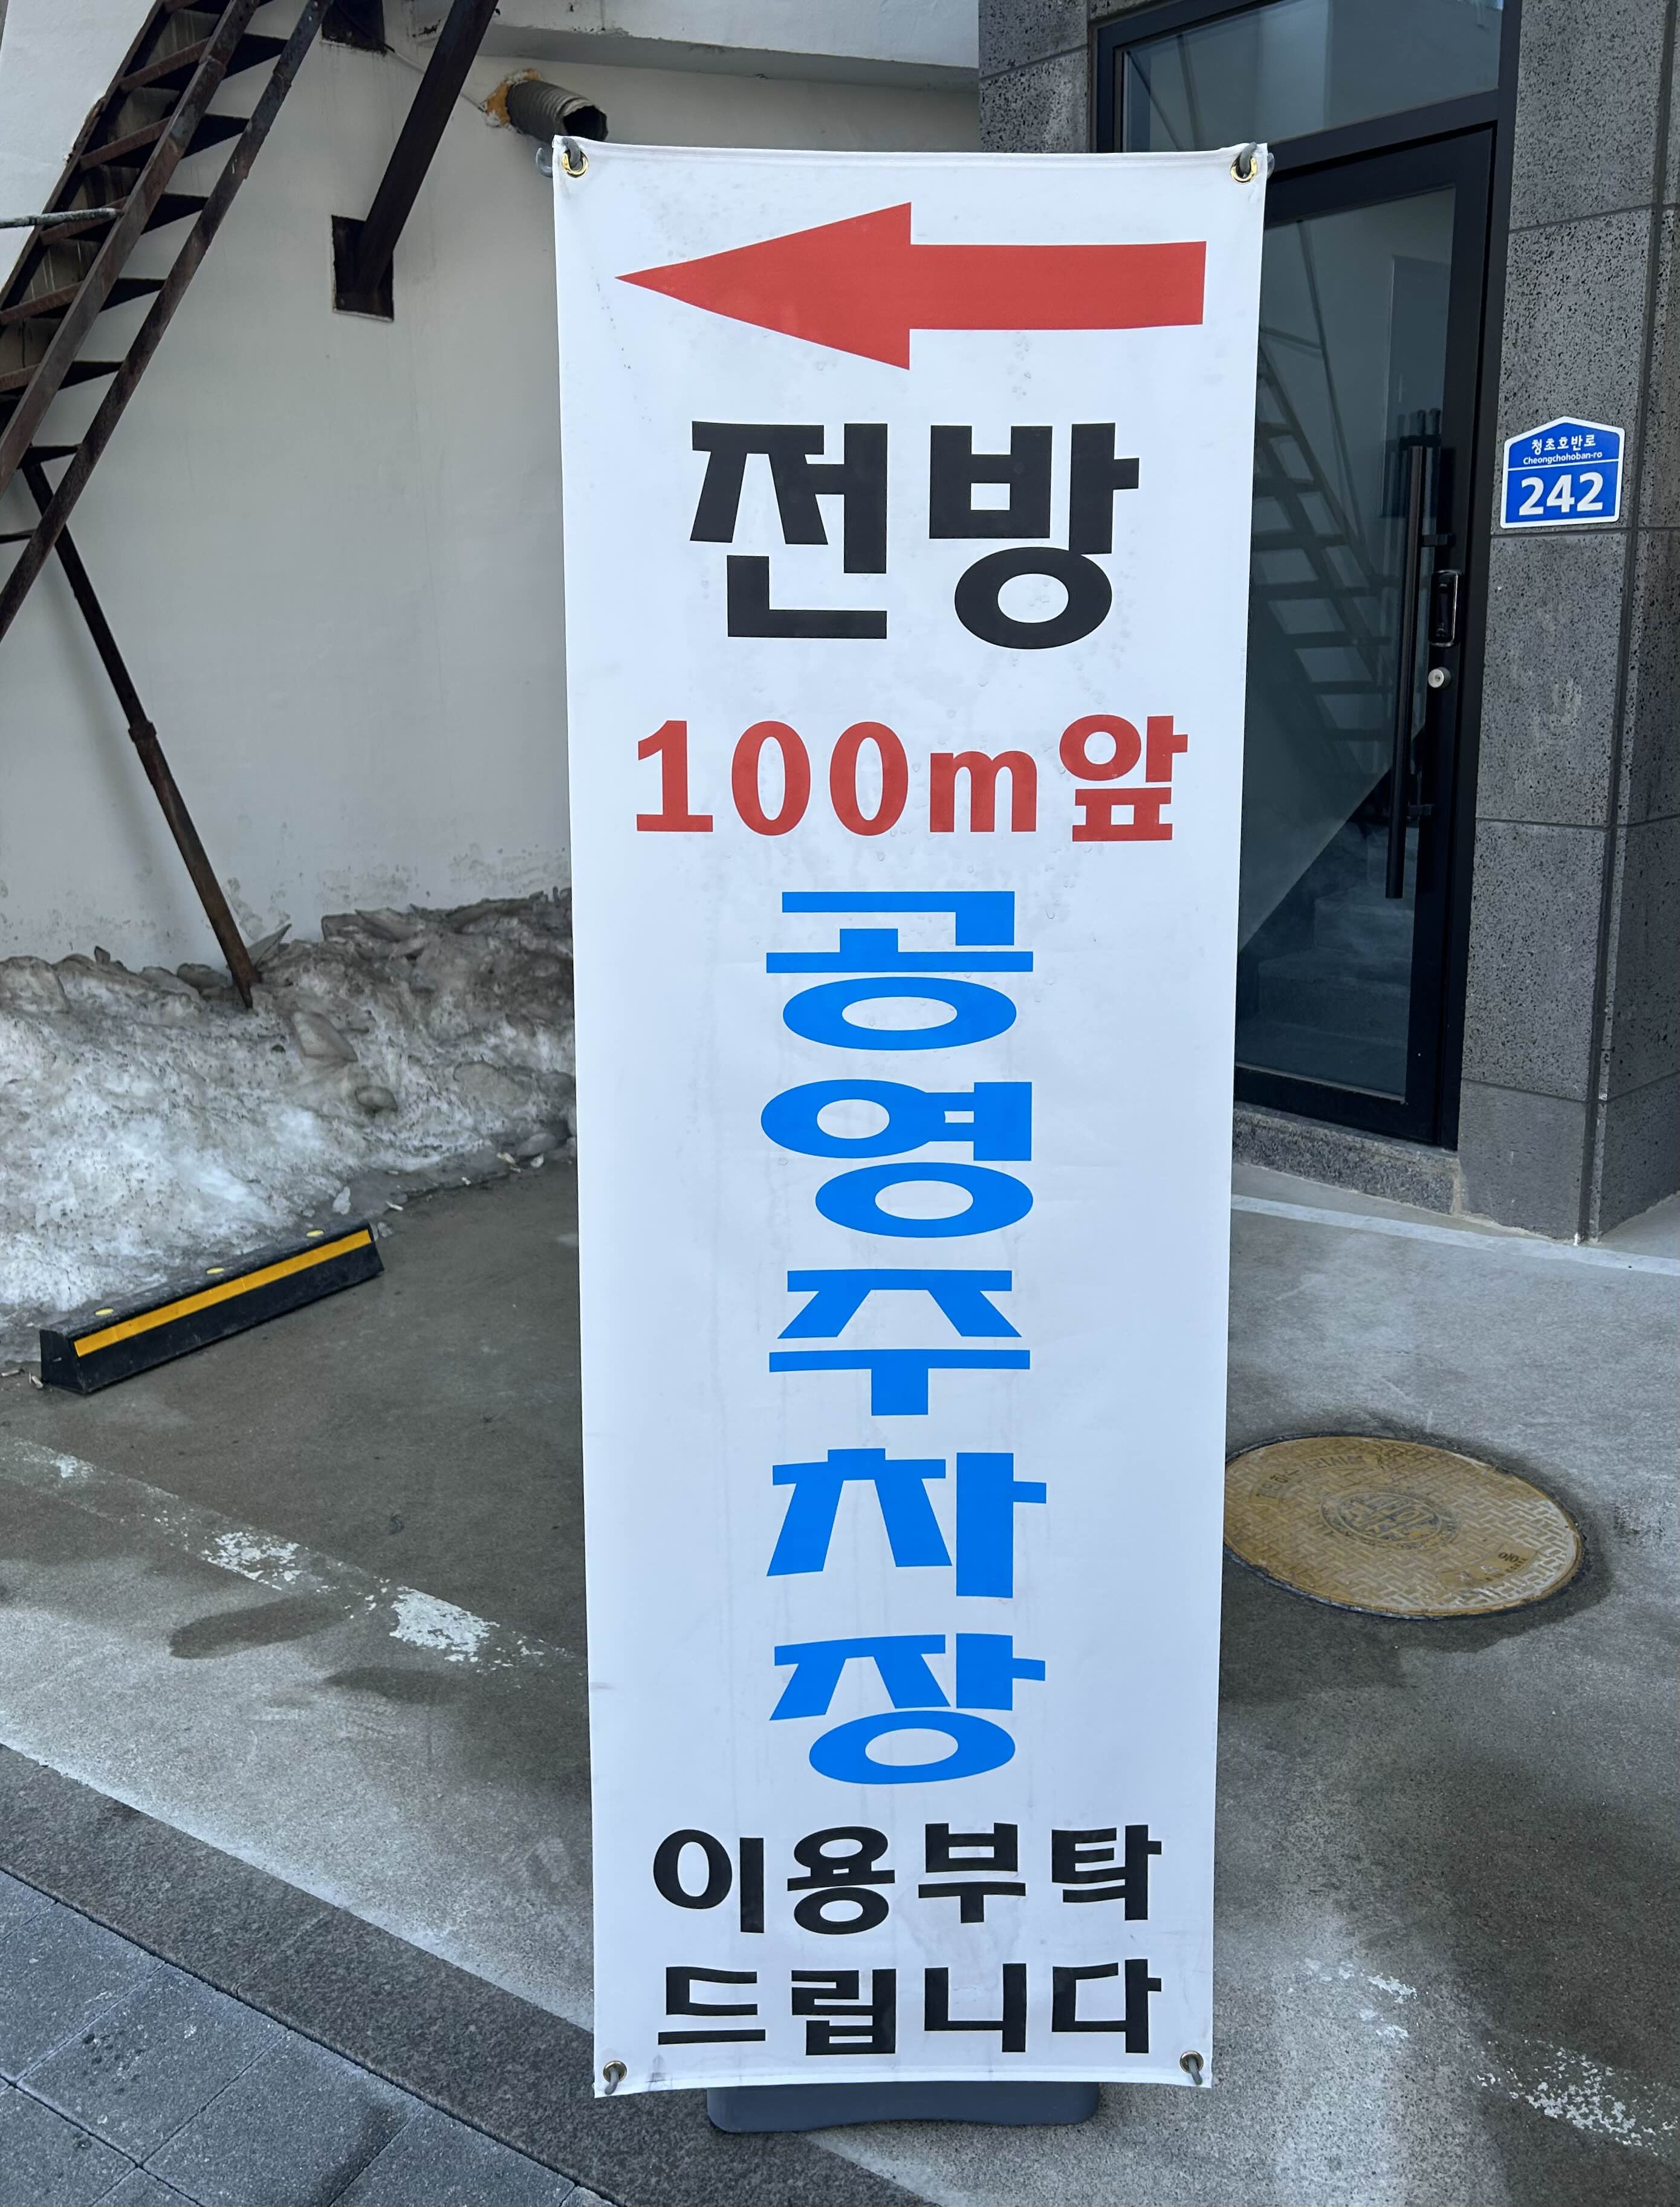 전방
100m앞
공
영
주
차
장
이용부탁
드립니다
청초호반로
Cheongchohoban-ro
242